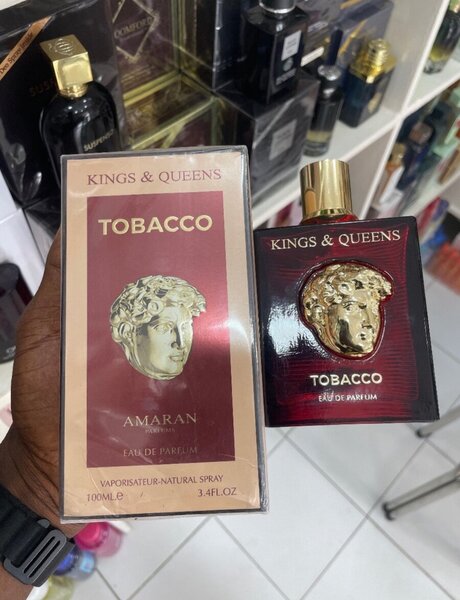 KINGS & QUEENS
TOBACCO
AMARAN
PARFUMS
EAU DE PARFUM
VAPORISATEUR-NATURAL SPRAY
100MLe
3.4FL.OZ
KINGS & QUEENS
TOBACCO
EAU DE PARFUM
SUSPENSO